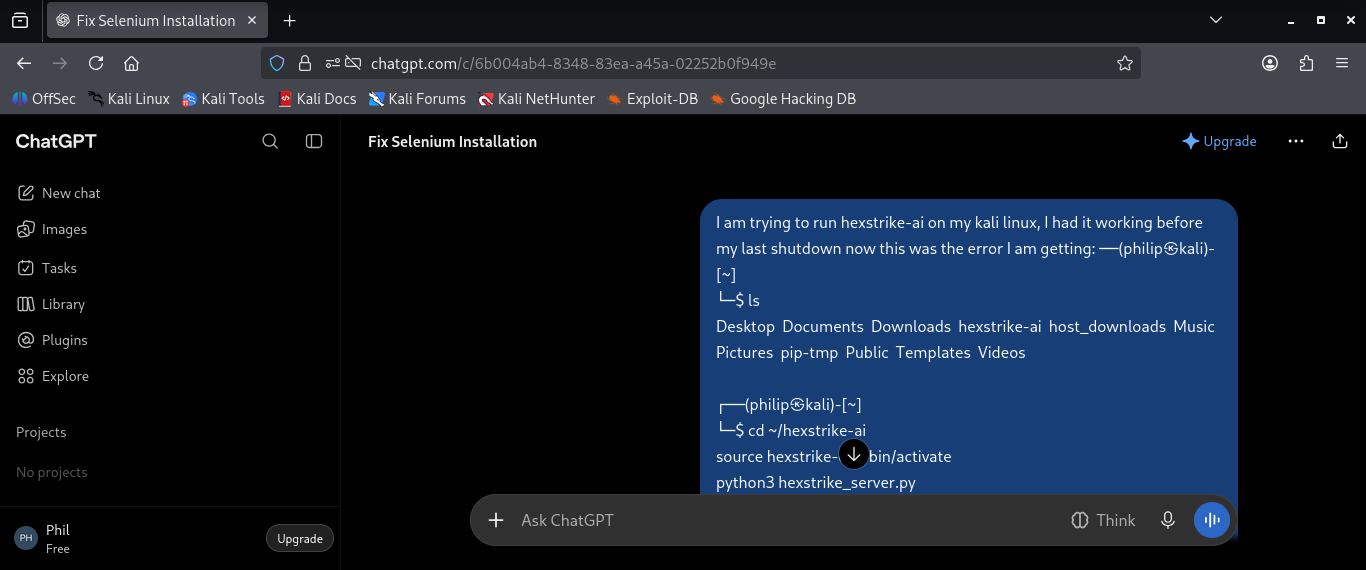 Fix Selenium Installation
chatgpt.com/c/6b004ab4-8348-83ea-a45a-02252b0f949e
OffSec Kali Linux Kali Tools Kali Docs Kali Forums Kali NetHunter Exploit-DB Google Hacking DB
ChatGPT
New chat
Images
Tasks
Library
Plugins
Explore
Projects
No projects
PH
Phil
Free
Upgrade
Fix Selenium Installation
Upgrade
I am trying to run hexstrike-ai on my kali linux, I had it working before
my last shutdown now this was the error I am getting: ──(philip㉿kali)-
[~]
└─$ ls
Desktop Documents Downloads hexstrike-ai host_downloads Music
Pictures pip-tmp Public Templates Videos
┌──(philip㉿kali)-[~]
└─$ cd ~/hexstrike-ai
source hexstrike- bin/activate
python3 hexstrike_server.py
Ask ChatGPT
Think